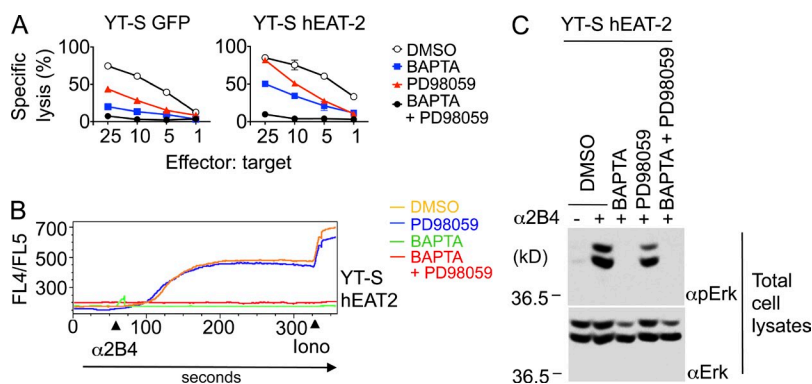 A
YT-S GFP
YT-S hEAT-2
Specific
lysis (%)
100
50
0
25 10 5 1
100
50
0
25 10 5 1
Effector: target
DMSO
BAPTA
PD98059
BAPTA
+ PD98059
B
FL4/FL5
700
500
300
0 100 200 300
α2B4
Iono
seconds
DMSO
PD98059
BAPTA
BAPTA
+ PD98059
YT-S
hEAT2
C
YT-S hEAT-2
DMSO
BAPTA
PD98059
BAPTA + PD98059
α2B4 - + + + +
(kD)
36.5 –
αpErk
36.5 –
αErk
Total
cell
lysates